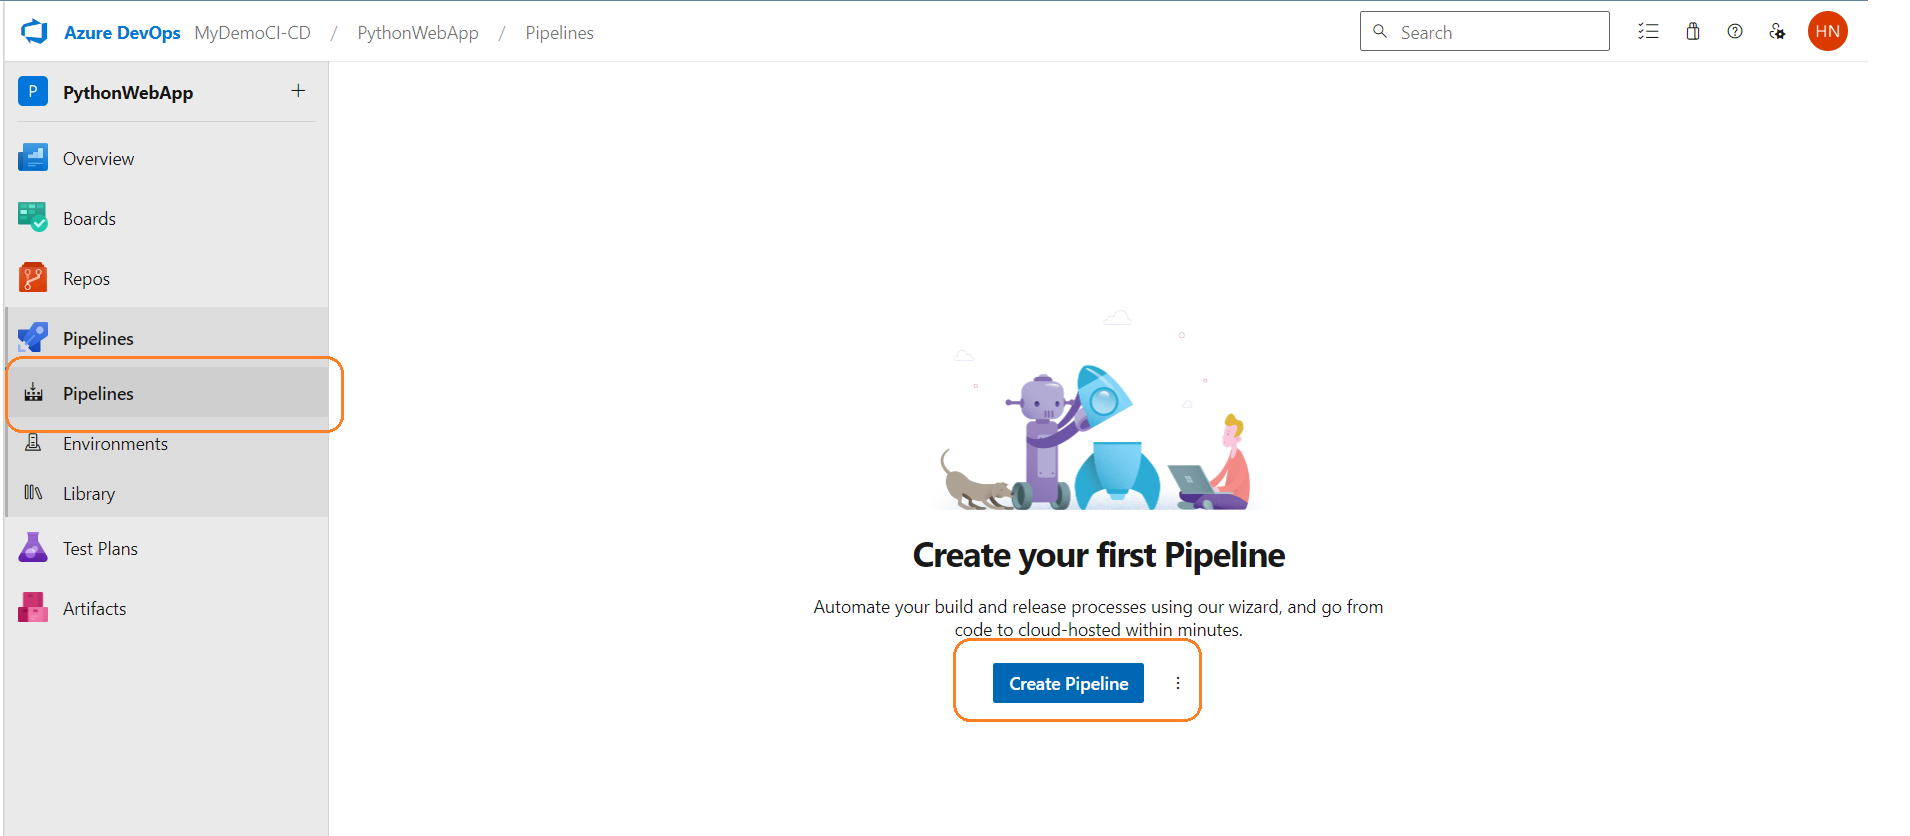 Azure DevOps MyDemoCI-CD / PythonWebApp / Pipelines
Search
HN
P PythonWebApp
Overview
Boards
Repos
Pipelines
Pipelines
Environments
Library
Test Plans
Artifacts
Create your first Pipeline
Automate your build and release processes using our wizard, and go from
code to cloud-hosted within minutes.
Create Pipeline